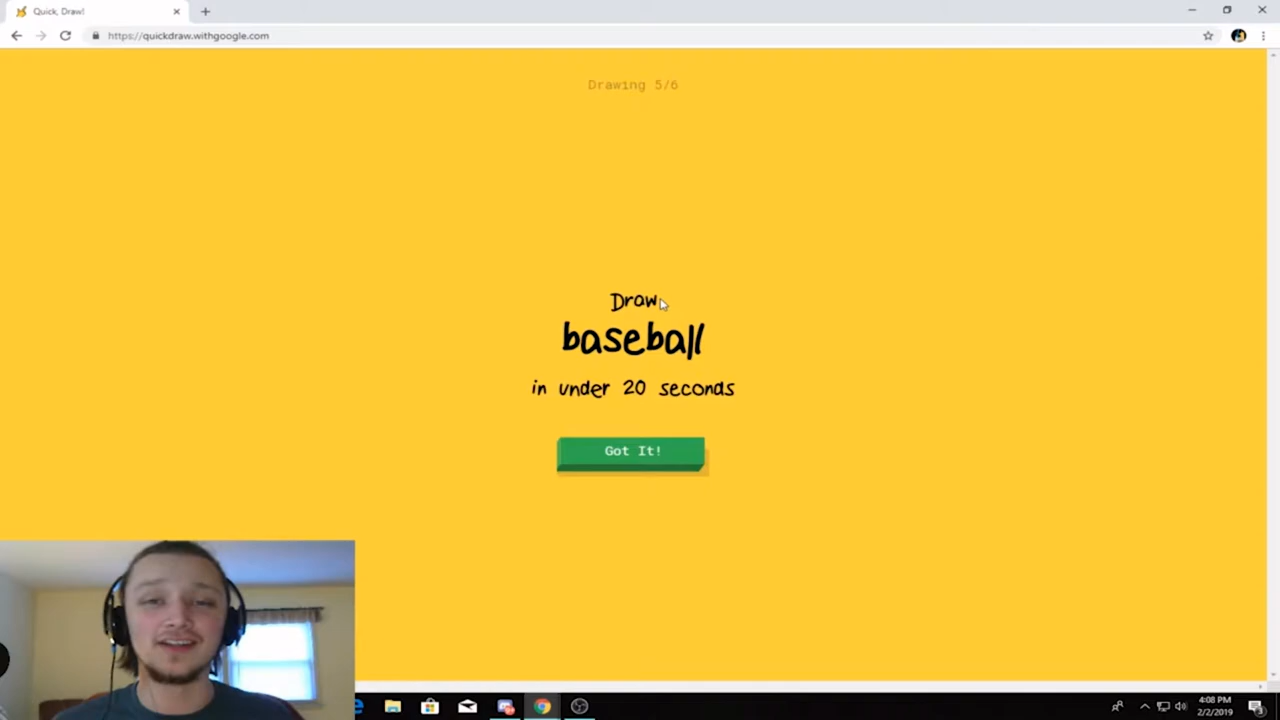 Quick, Draw!
https://quickdraw.withgoogle.com
Drawing 5/6
Draw
baseball
in under 20 seconds
Got It!
4:08 PM
2/2/2019
3